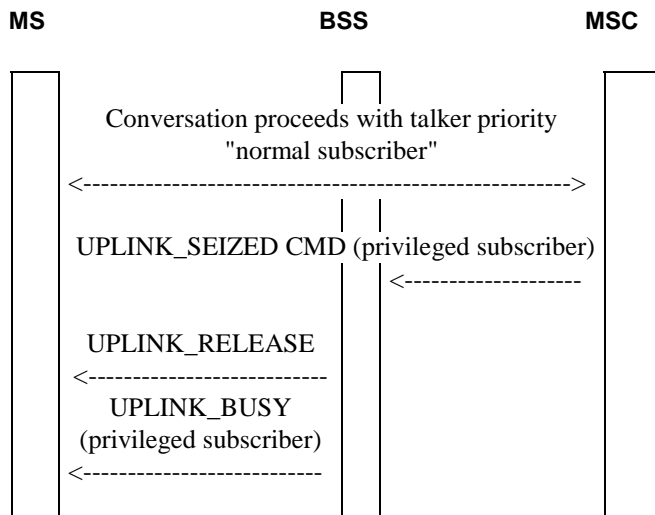 MS BSS MSC
Conversation proceeds with talker priority
"normal subscriber"
<------------------------------------------------------->
UPLINK_SEIZED CMD (privileged subscriber)
<--------------------
UPLINK_RELEASE
<---------------------------
UPLINK_BUSY
(privileged subscriber)
<---------------------------